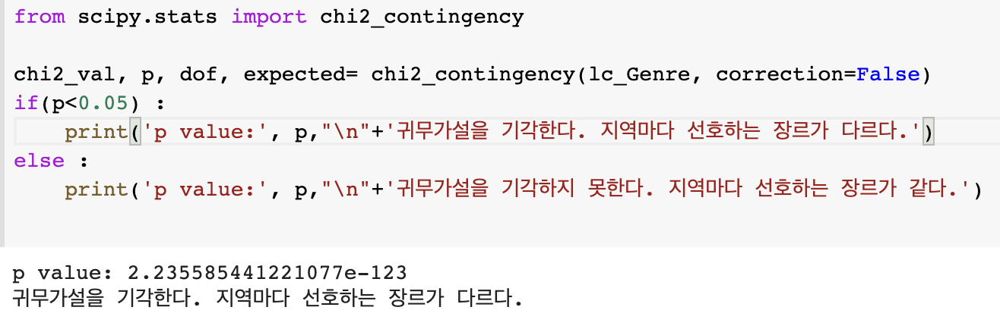 from scipy.stats import chi2_contingency
chi2_val, p, dof, expected= chi2_contingency(lc_Genre, correction=False)
if(p<0.05) :
    print('p value:', p,"\n"+'귀무가설을 기각한다. 지역마다 선호하는 장르가 다르다.')
else :
    print('p value:', p,"\n"+'귀무가설을 기각하지 못한다. 지역마다 선호하는 장르가 같다.')
p value: 2.235585441221077e-123
귀무가설을 기각한다. 지역마다 선호하는 장르가 다르다.